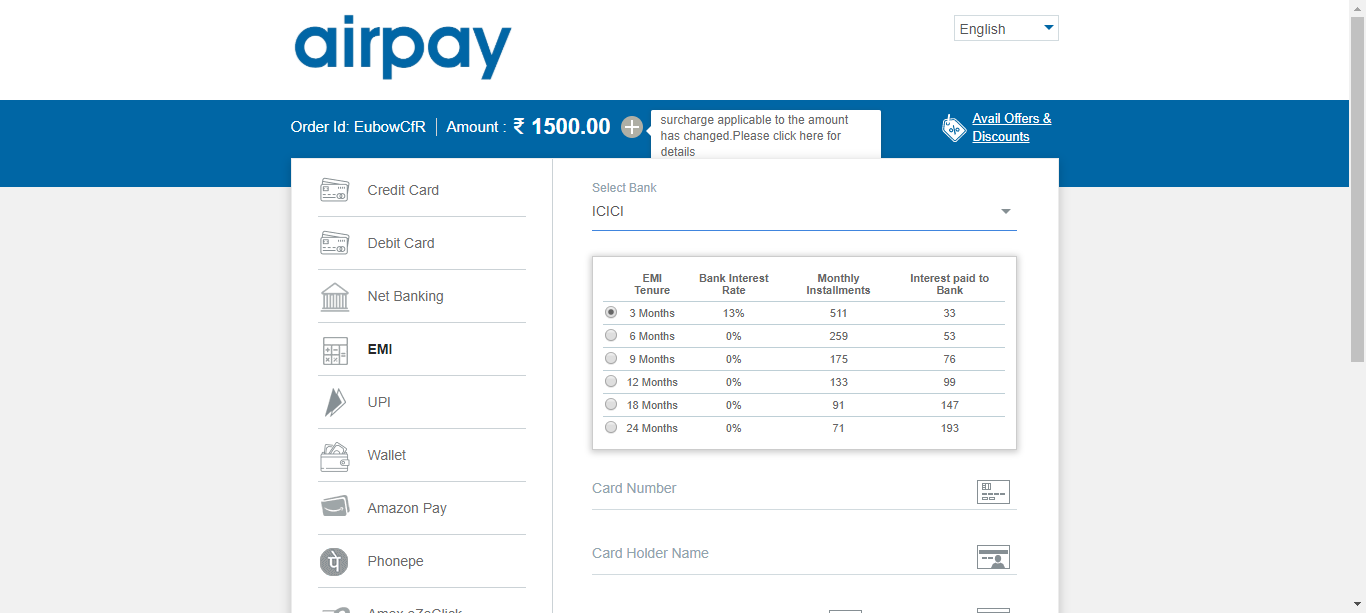 airpay
English
Order Id: EubowCfR
Amount : ₹ 1500.00
surcharge applicable to the amount
has changed.Please click here for
details
Avail Offers &
Discounts
Credit Card
Debit Card
Net Banking
EMI
UPI
Wallet
Amazon Pay
Phonepe
Amex eZeClick
Select Bank
ICICI
EMI Tenure Bank Interest Rate Monthly Installments Interest paid to Bank
3 Months 13% 511 33
6 Months 0% 259 53
9 Months 0% 175 76
12 Months 0% 133 99
18 Months 0% 91 147
24 Months 0% 71 193
Card Number
Card Holder Name